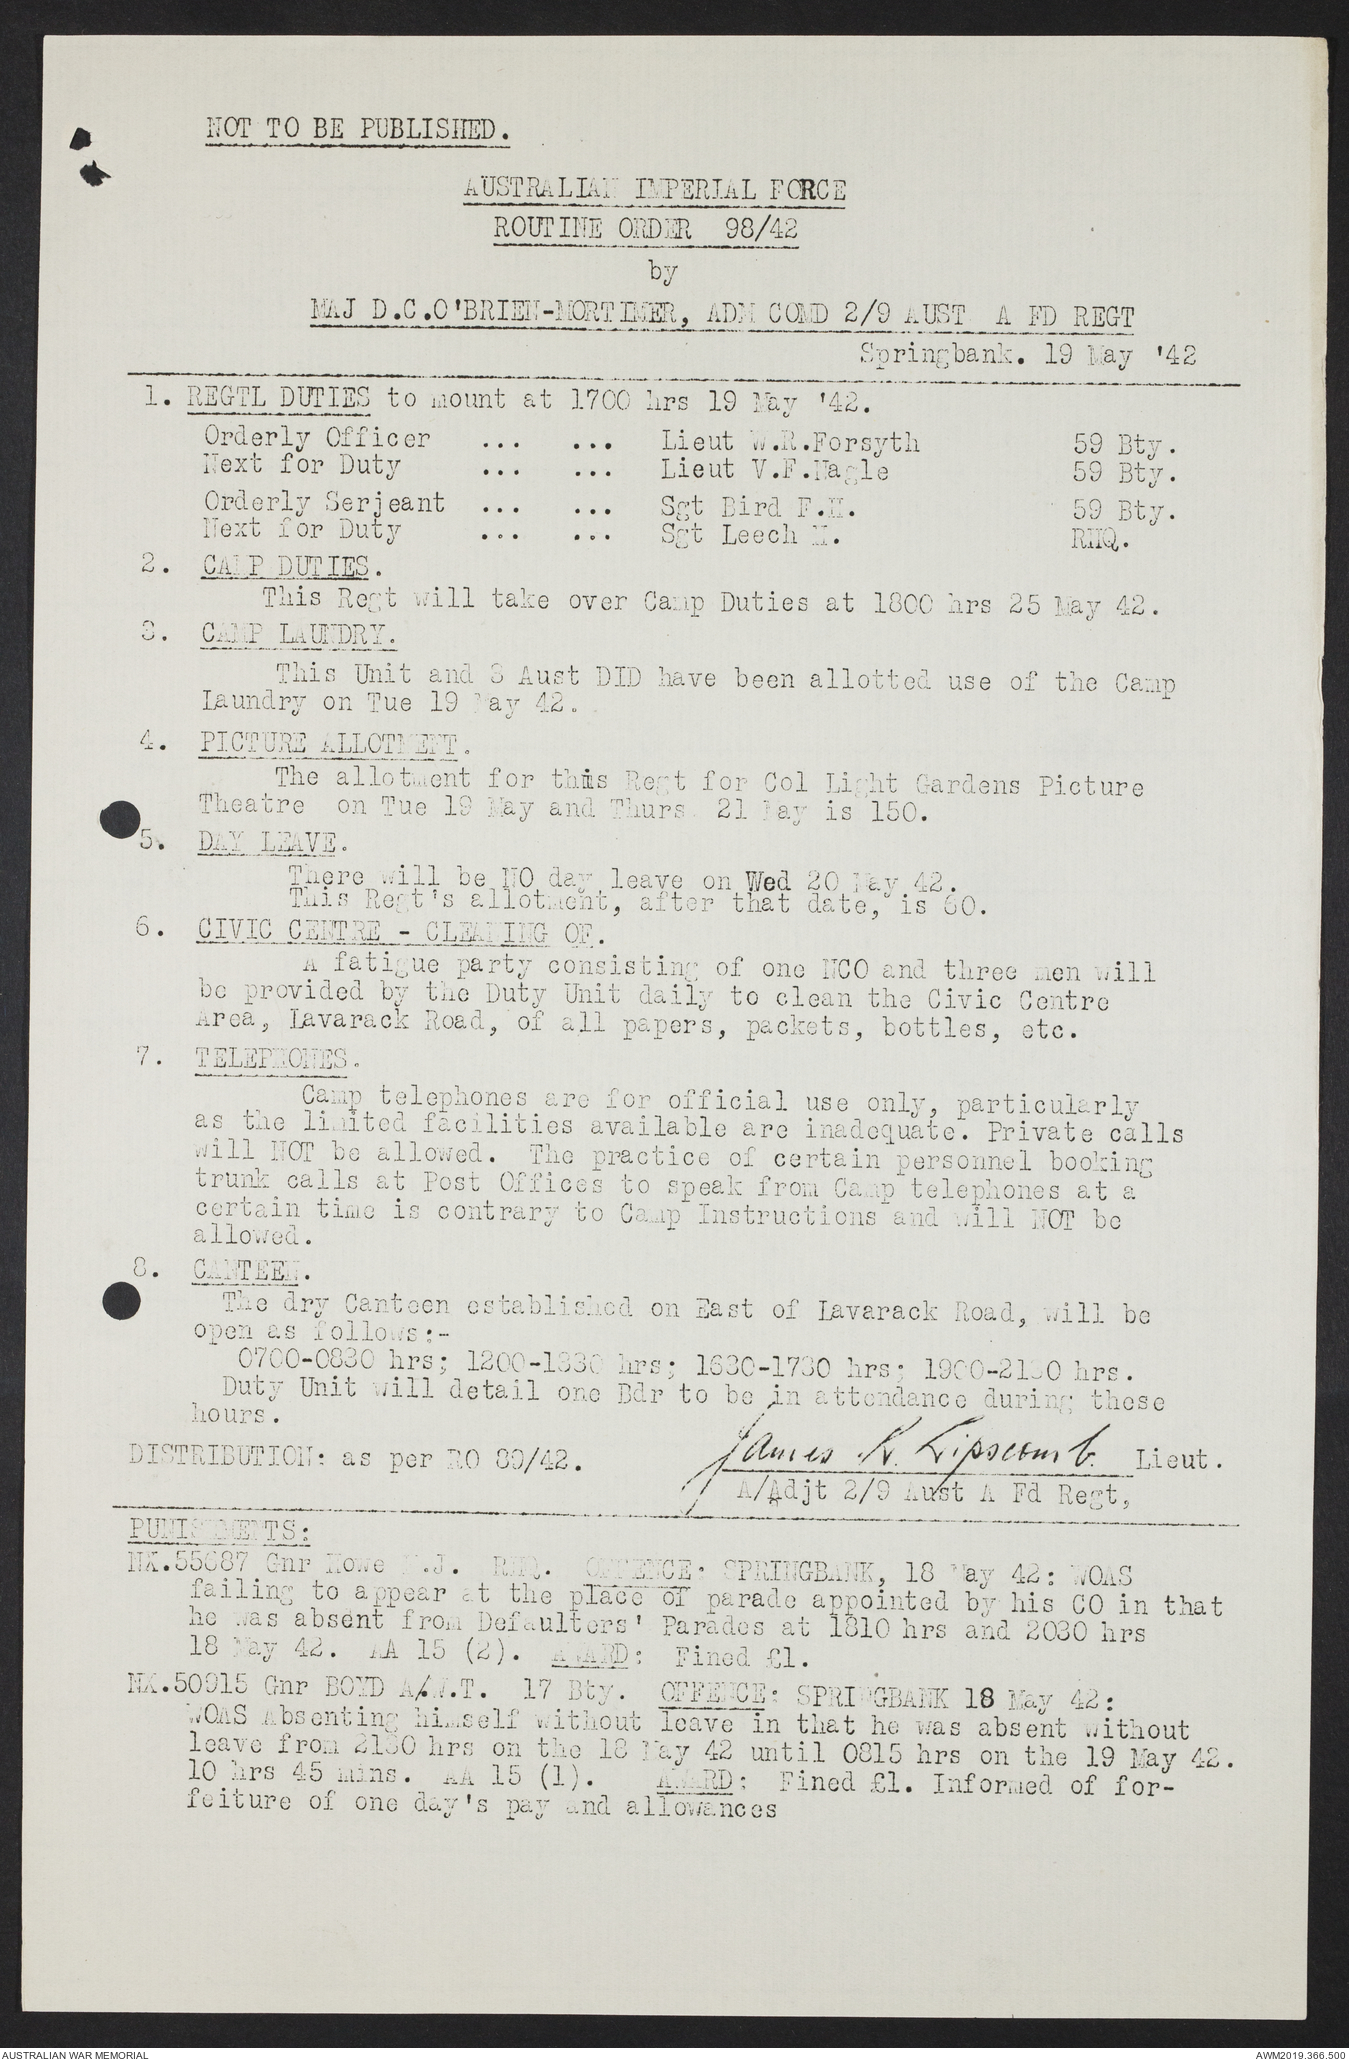 NOT TO BE PUBLISHED.
AUSTRALIAN IMPERIAL FORCE
ROUTINE ORDER 98/42
by
MAJ D.C.O'BRIEN-MORTIMER, ADM COMD 2/9 AUST A FD REGT
Springbank. 19 May '42
1. REGTL DUTIES to mount at 1700 hrs 19 May '42.
Orderly Officer ... ... Lieut W.R.Forsyth 59 Bty.
Next for Duty ... ... Lieut V.F.Nagle 59 Bty.
Orderly Serjeant ... ... Sgt Bird F.H. 59 Bty.
Next for Duty ... ... Sgt Leech H. RHQ.
2. CAMP DUTIES.
This Regt will take over Camp Duties at 1800 hrs 25 May 42.
3. CAMP LAUNDRY.
This Unit and 3 Aust DID have been allotted use of the Camp
Laundry on Tue 19 May 42.
4. PICTURE ALLOTMENT.
The allotment for this Regt for Col Light Gardens Picture
Theatre on Tue 19 May and Thurs 21 May is 150.
5. DAY LEAVE.
There will be NO day leave on Wed 20 May 42.
This Regt's allotment, after that date, is 60.
6. CIVIC CENTRE - CLEANING OF.
A fatigue party consisting of one NCO and three men will
be provided by the Duty Unit daily to clean the Civic Centre
Area, Lavarack Road, of all papers, packets, bottles, etc.
7. TELEPHONES.
Camp telephones are for official use only, particularly
as the limited facilities available are inadequate. Private calls
will NOT be allowed. The practice of certain personnel booking
trunk calls at Post Offices to speak from Camp telephones at a
certain time is contrary to Camp Instructions and will NOT be
allowed.
8. CANTEEN.
The dry Canteen established on East of Lavarack Road, will be
open as follows:-
0700-0830 hrs; 1200-1330 hrs; 1630-1730 hrs; 1900-2130 hrs.
Duty Unit will detail one Bdr to be in attendance during these
hours.
DISTRIBUTION: as per RO 89/42. James R. Lipscomb. Lieut.
A/Adjt 2/9 Aust A Fd Regt,
PUNISHMENTS:
NX.55687 Gnr Howe .J. RHQ. OFFENCE: SPRINGBANK, 18 May 42: WOAS
failing to appear at the place of parade appointed by his CO in that
he was absent from Defaulters' Parades at 1810 hrs and 2030 hrs
18 May 42. AA 15 (2). AWARD: Fined £1.
NX.50915 Gnr BOYD A/W.T. 17 Bty. OFFENCE: SPRINGBANK 18 May 42:
WOAS Absenting himself without leave in that he was absent without
leave from 2130 hrs on the 18 May 42 until 0815 hrs on the 19 May 42.
10 hrs 45 mins. AA 15 (1). AWARD: Fined £1. Informed of for-
feiture of one day's pay and allowances
AUSTRALIAN WAR MEMORIAL AWM2019.366.500